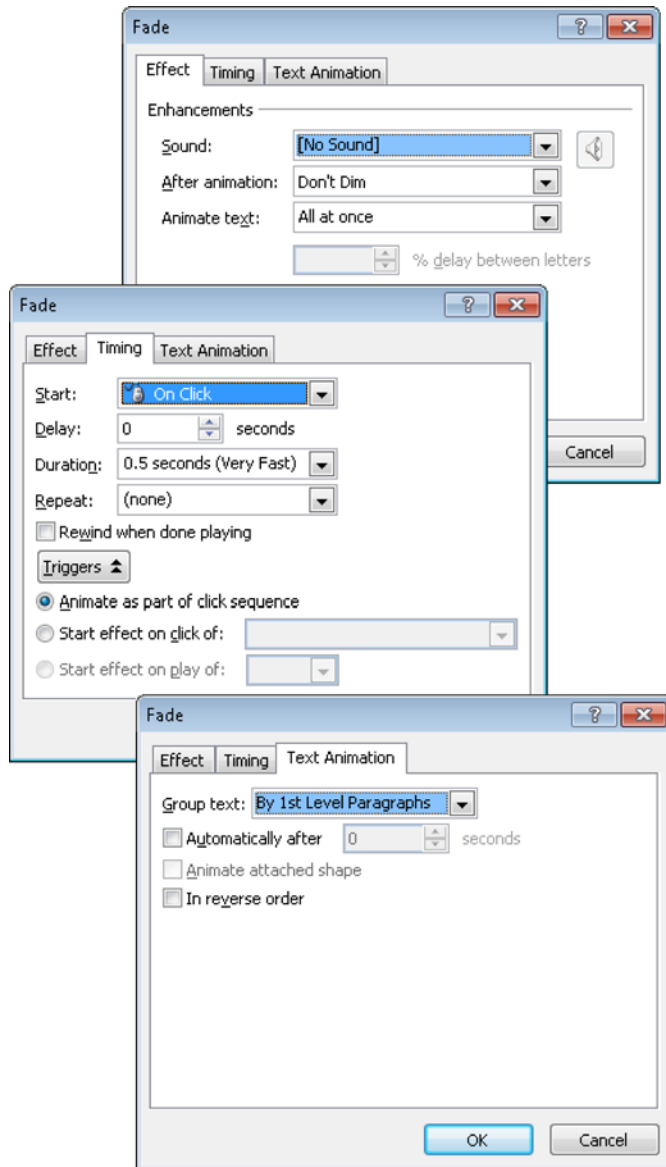 Fade
Effect Timing Text Animation
Enhancements
Sound: [No Sound]
After animation: Don't Dim
Animate text: All at once
% delay between letters
Cancel
Fade
Effect Timing Text Animation
Start: On Click
Delay: 0 seconds
Duration: 0.5 seconds (Very Fast)
Repeat: (none)
Rewind when done playing
Triggers
Animate as part of click sequence
Start effect on click of:
Start effect on play of:
Fade
Effect Timing Text Animation
Group text: By 1st Level Paragraphs
Automatically after 0 seconds
Animate attached shape
In reverse order
OK Cancel